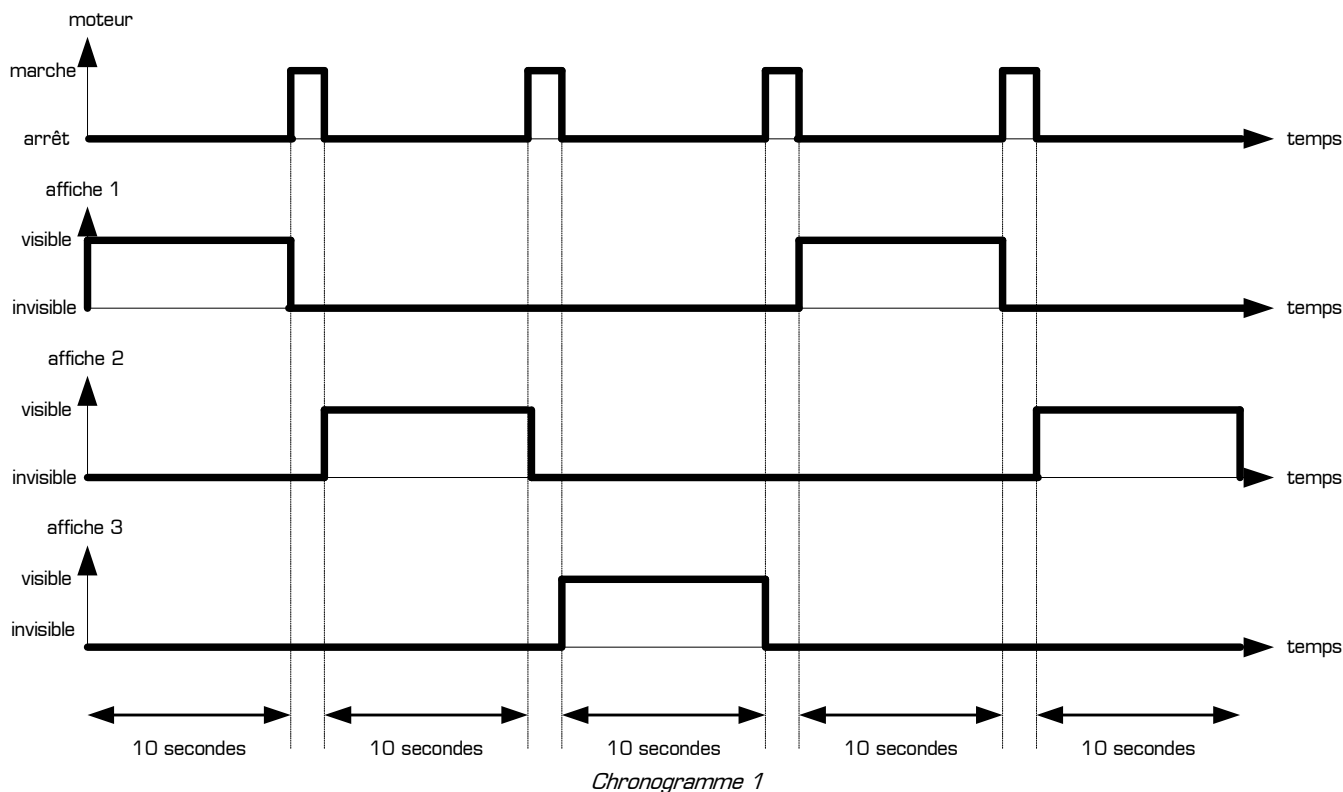 moteur
marche
arrêt
temps
affiche 1
visible
invisible
temps
affiche 2
visible
invisible
temps
affiche 3
visible
invisible
temps
10 secondes 10 secondes 10 secondes 10 secondes 10 secondes
Chronogramme 1